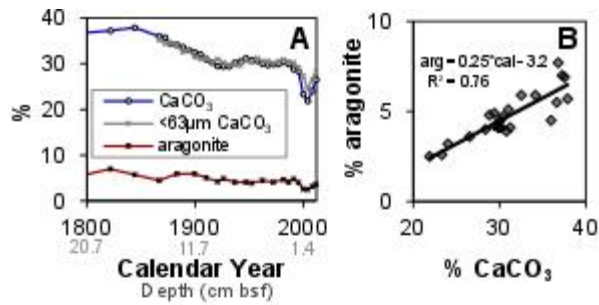 40
30
20
10
0
%
A
CaCO₃
<63µm CaCO₃
aragonite
1800 1900 2000
20.7 11.7 1.4
Calendar Year
Depth (cm bsf)
10
5
0
% aragonite
B
arg = 0.25*cal - 3.2
R² = 0.76
20 30 40
% CaCO₃